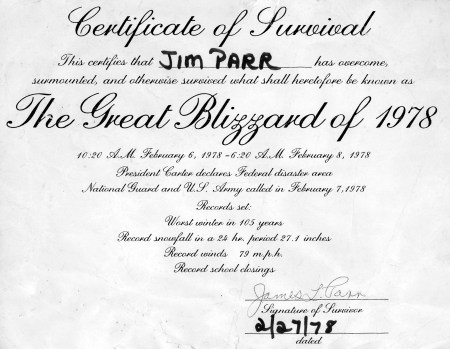 Certificate of Survival
This certifies that JIM PARR has overcome,
surmounted, and otherwise survived what shall heretofore be known as
The Great Blizzard of 1978
10:20 A.M. February 6, 1978-6:20 A.M. February 8, 1978
President Carter declares Federal disaster area
National Guard and U.S. Army called in February 7, 1978
Records set:
Worst winter in 105 years
Record snowfall in a 24 hr. period 27.1 inches
Record winds 79 m.p.h.
Record school closings
James L Parr
Signature of Survivor
2/27/78
dated